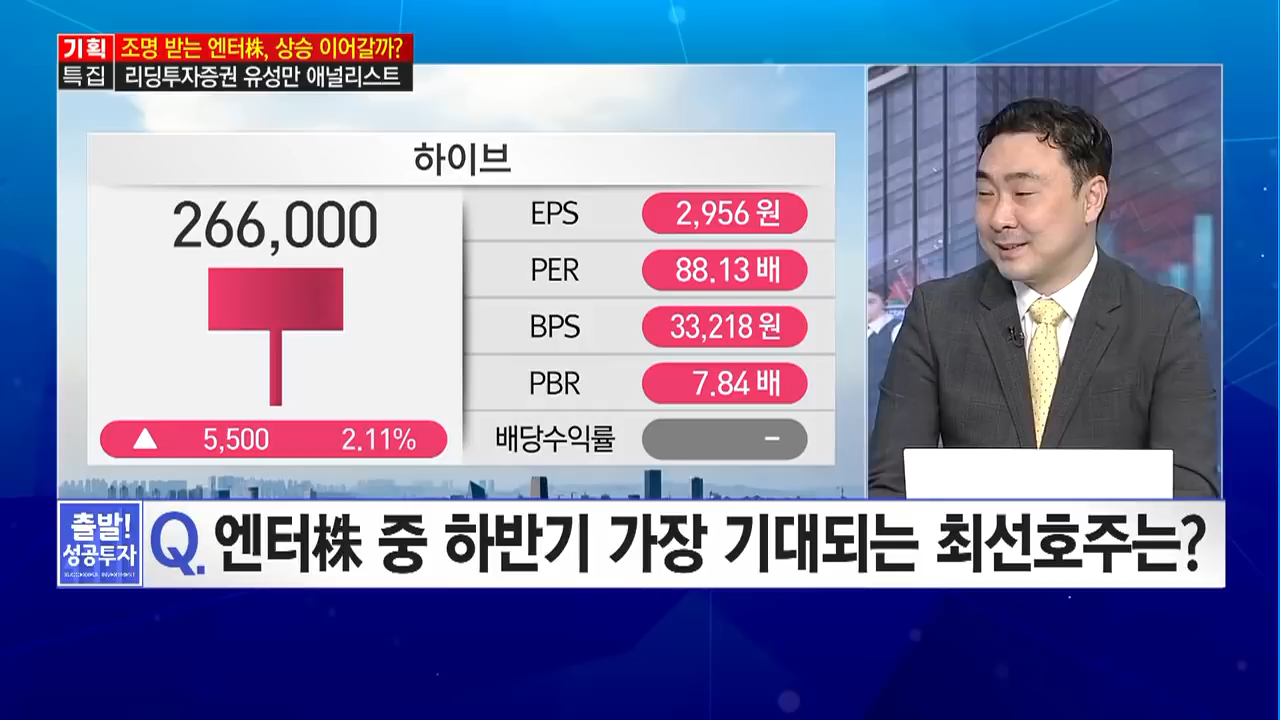 기획 조명 받는 엔터株, 상승 이어갈까?
특집 리딩투자증권 유성만 애널리스트
하이브
266,000
▲ 5,500 2.11%
EPS 2,956 원
PER 88.13 배
BPS 33,218 원
PBR 7.84 배
배당수익률 -
출발!
성공투자
Q. 엔터株 중 하반기 가장 기대되는 최선호주는?